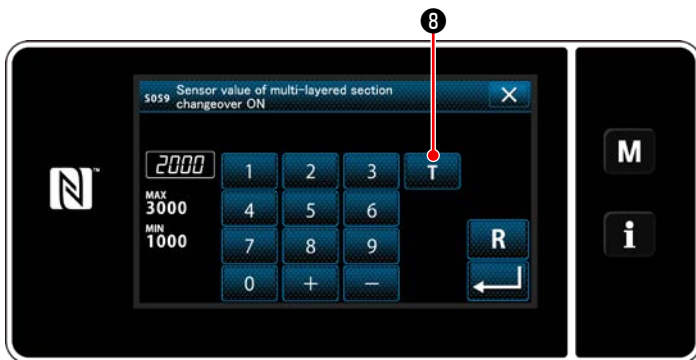 8
S059 Sensor value of multi-layered section
changeover ON
X
2000
1 2 3 T
MAX
3000
4 5 6
MIN
1000
7 8 9 R
0 + −
N
M
i